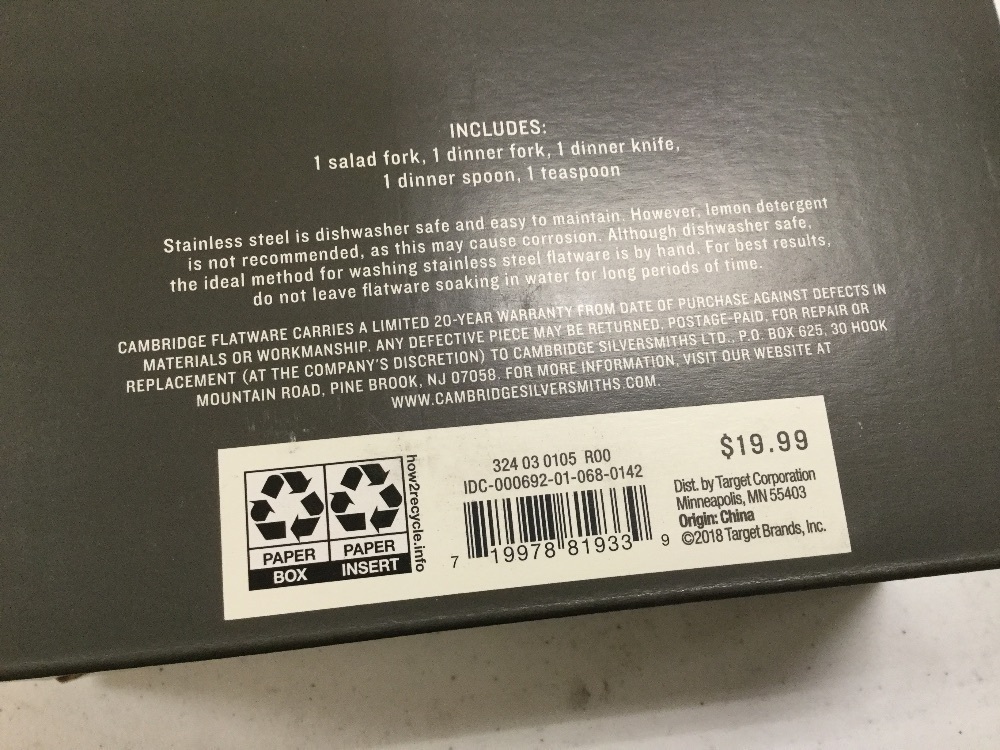 INCLUDES:
1 salad fork, 1 dinner fork, 1 dinner knife,
1 dinner spoon, 1 teaspoon
Stainless steel is dishwasher safe and easy to maintain. However, lemon detergent
is not recommended, as this may cause corrosion. Although dishwasher safe,
the ideal method for washing stainless steel flatware is by hand. For best results,
do not leave flatware soaking in water for long periods of time.
CAMBRIDGE FLATWARE CARRIES A LIMITED 20-YEAR WARRANTY FROM DATE OF PURCHASE AGAINST DEFECTS IN
MATERIALS OR WORKMANSHIP. ANY DEFECTIVE PIECE MAY BE RETURNED, POSTAGE-PAID, FOR REPAIR OR
REPLACEMENT (AT THE COMPANY'S DISCRETION) TO CAMBRIDGE SILVERSMITHS LTD., P.O. BOX 625, 30 HOOK
MOUNTAIN ROAD, PINE BROOK, NJ 07058. FOR MORE INFORMATION, VISIT OUR WEBSITE AT
WWW.CAMBRIDGESILVERSMITHS.COM.
PAPER
BOX
PAPER
INSERT
how2recycle.info
324 03 0105 R00
IDC-000692-01-068-0142
7 19978 81933 9
$19.99
Dist. by Target Corporation
Minneapolis, MN 55403
Origin: China
©2018 Target Brands, Inc.